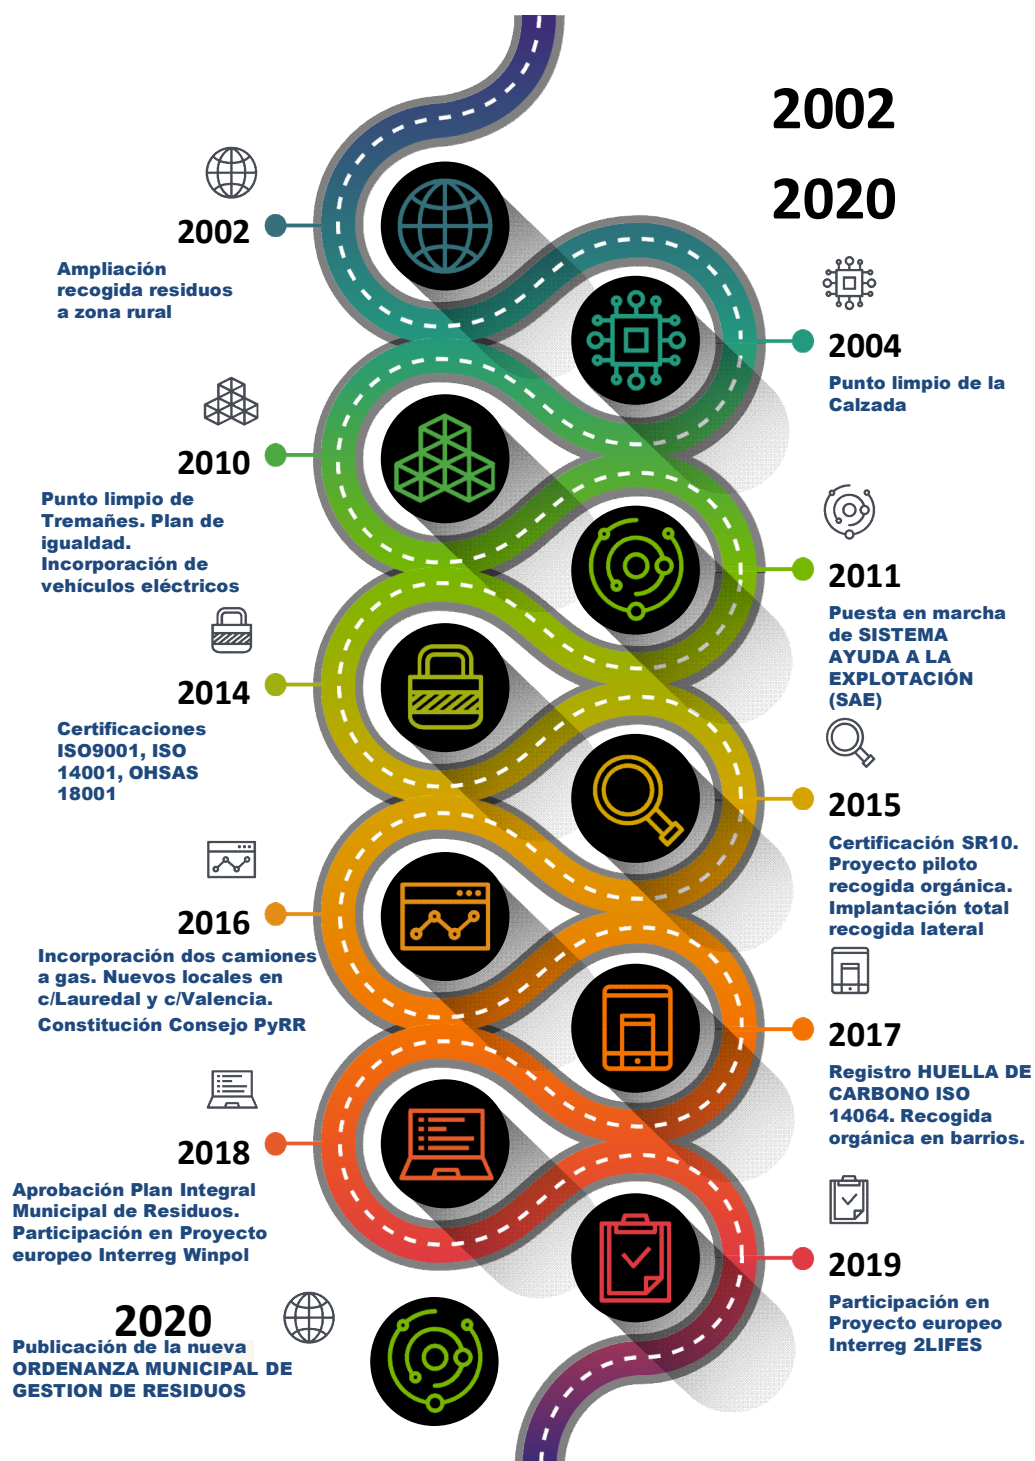 2002
2020
2002
Ampliación
recogida residuos
a zona rural
2004
Punto limpio de la
Calzada
2010
Punto limpio de
Tremañes. Plan de
igualdad.
Incorporación de
vehículos eléctricos
2011
Puesta en marcha
de SISTEMA
AYUDA A LA
EXPLOTACIÓN
(SAE)
2014
Certificaciones
ISO9001, ISO
14001, OHSAS
18001
2015
Certificación SR10.
Proyecto piloto
recogida orgánica.
Implantación total
recogida lateral
2016
Incorporación dos camiones
a gas. Nuevos locales en
c/Lauredal y c/Valencia.
Constitución Consejo PyRR
2017
Registro HUELLA DE
CARBONO ISO
14064. Recogida
orgánica en barrios.
2018
Aprobación Plan Integral
Municipal de Residuos.
Participación en Proyecto
europeo Interreg Winpol
2019
Participación en
Proyecto europeo
Interreg 2LIFES
2020
Publicación de la nueva
ORDENANZA MUNICIPAL DE
GESTION DE RESIDUOS